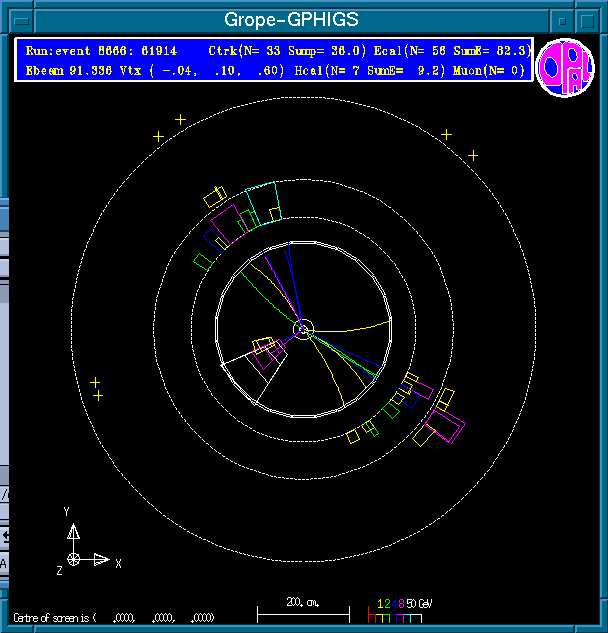 Grope-GPHIGS
Run:event 8666: 61914 Ctrk(N= 33 Sump= 36.0) Ecal(N= 56 SumE= 82.3)
Ebeam 91.336 Vtx ( -.04, .10, .60) Hcal(N= 7 SumE= 9.2) Muon(N= 0)
OPAL
Y
X
Z
200. cm.
1 2 4 8 50 GeV
Centre of screen is ( .0000, .0000, .0000)